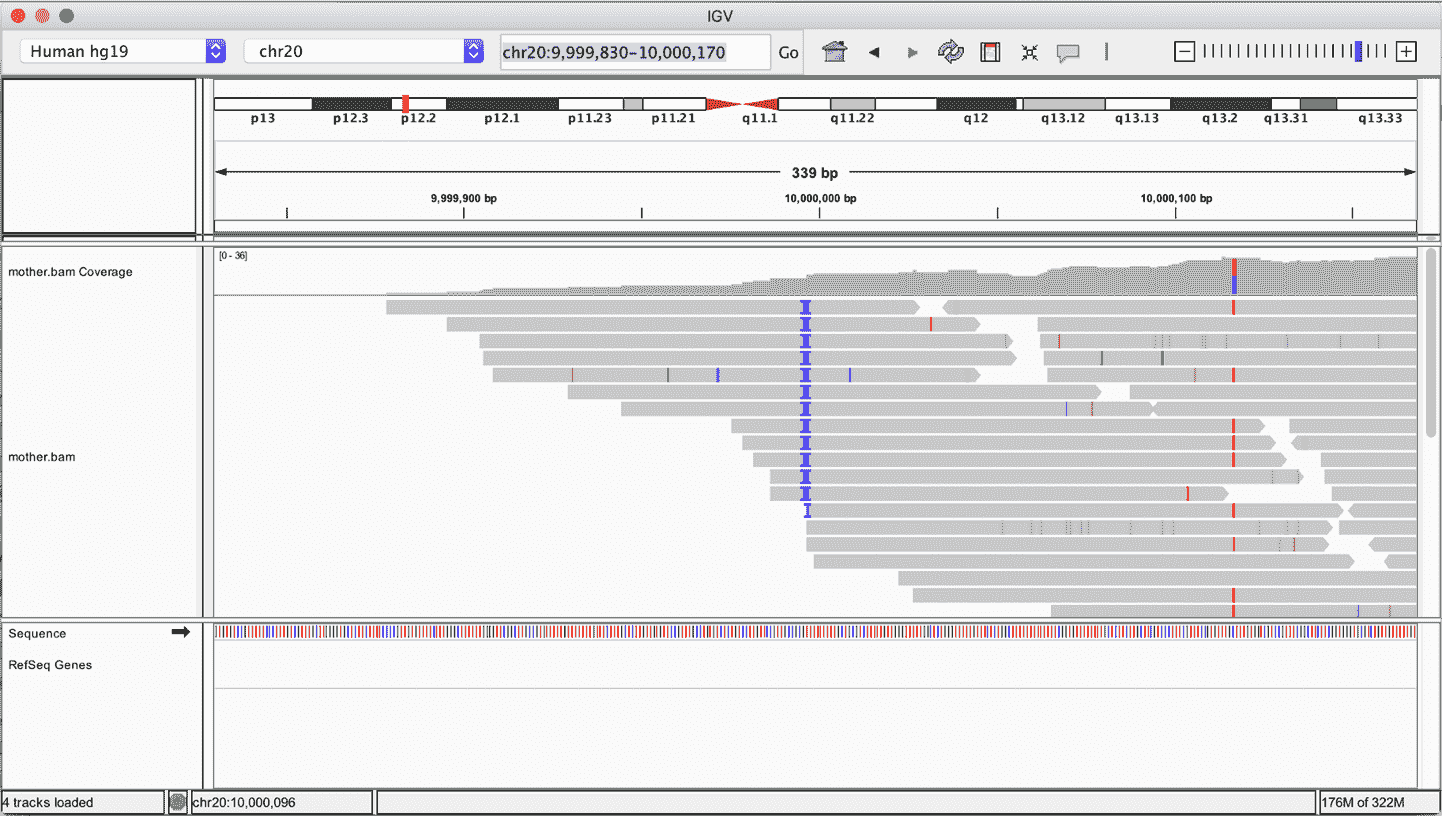 IGV
Human hg19 chr20 chr20:9,999,830-10,000,170 Go
p13 p12.3 p12.2 p12.1 p11.23 p11.21 q11.1 q11.22 q12 q13.12 q13.13 q13.2 q13.31 q13.33
339 bp
9,999,900 bp 10,000,000 bp 10,000,100 bp
[0 - 36]
mother.bam Coverage
mother.bam
Sequence
RefSeq Genes
4 tracks loaded chr20:10,000,096 176M of 322M